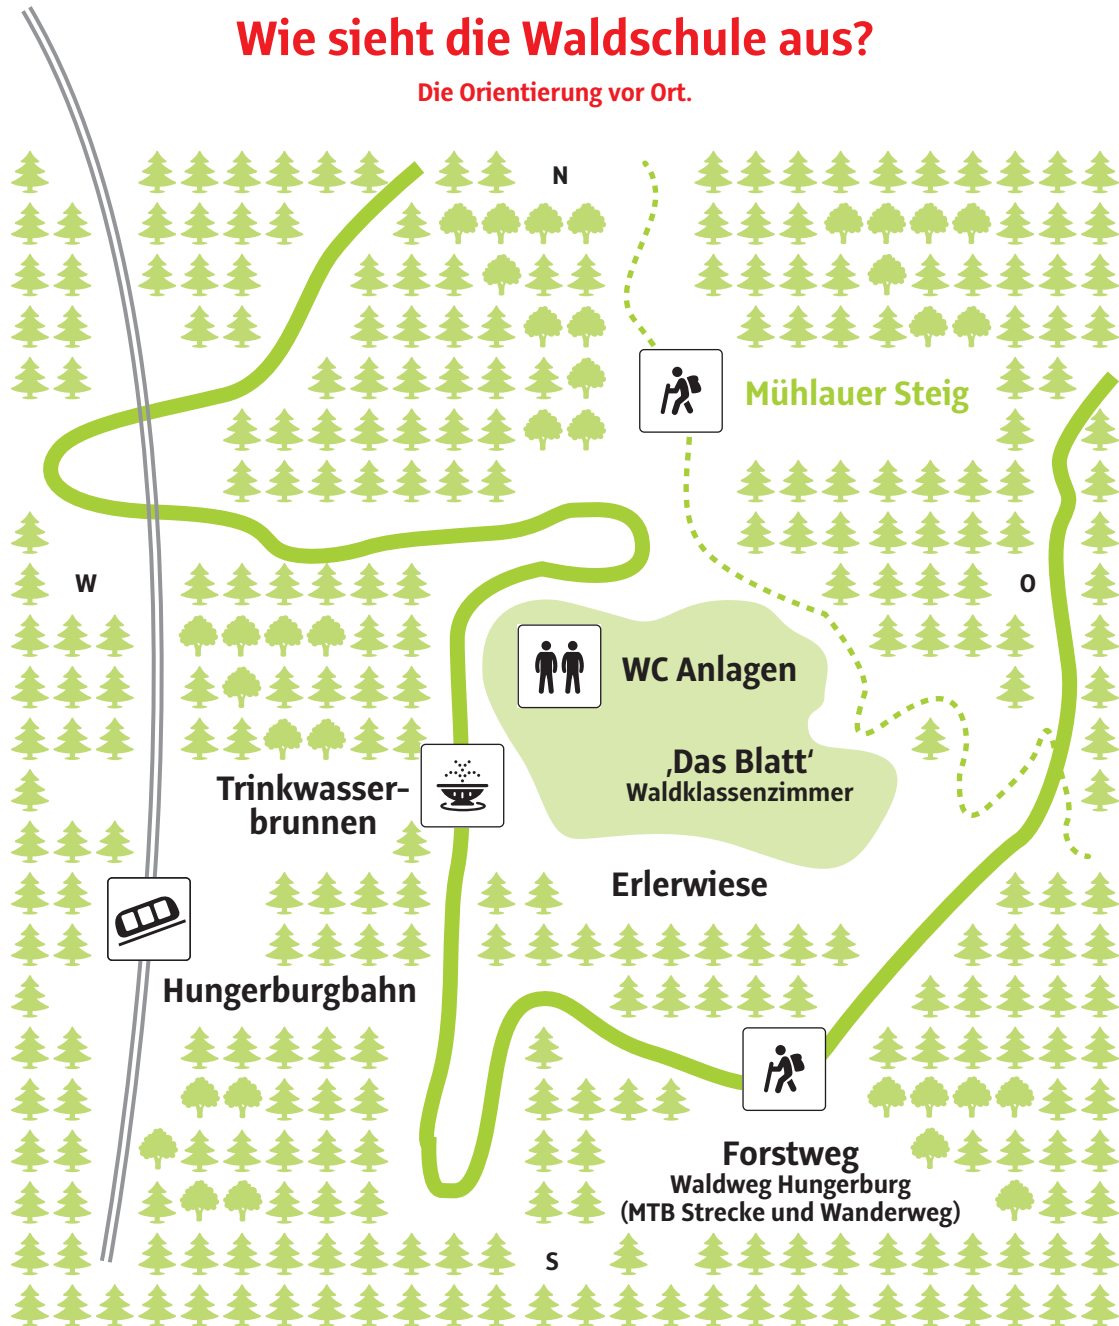 Wie sieht die Waldschule aus?
Die Orientierung vor Ort.
N
Mühlauer Steig
W
O
WC Anlagen
‚Das Blatt‘
Waldklassenzimmer
Trinkwasser-
brunnen
Erlerwiese
Hungerburgbahn
Forstweg
Waldweg Hungerburg
(MTB Strecke und Wanderweg)
S